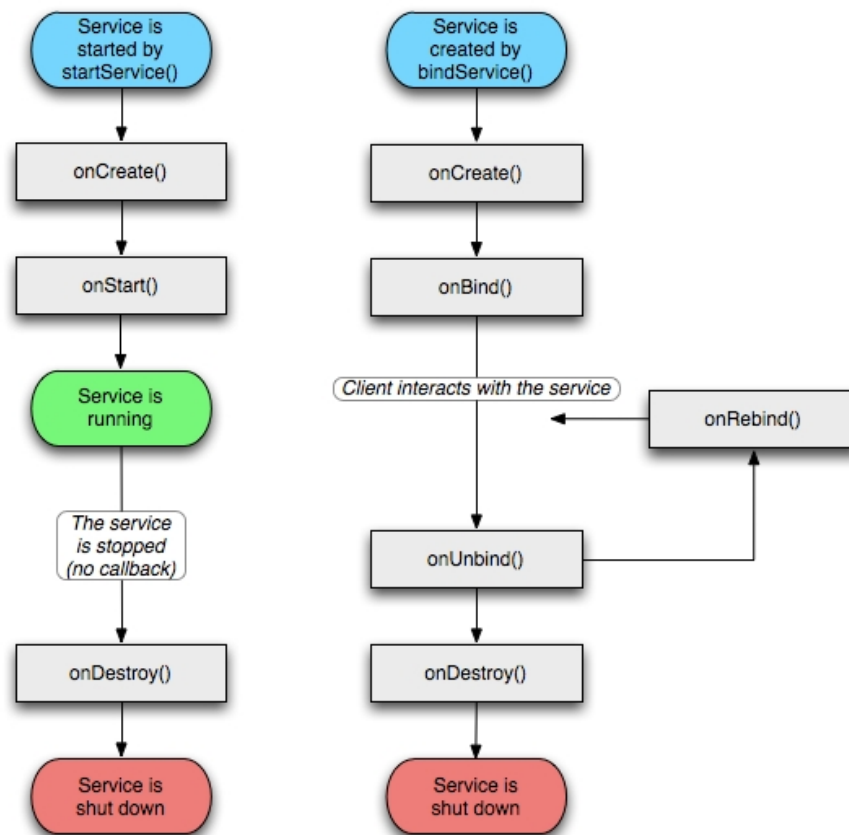 Service is
started by
startService()
onCreate()
onStart()
Service is
running
The service
is stopped
(no callback)
onDestroy()
Service is
shut down
Service is
created by
bindService()
onCreate()
onBind()
Client interacts with the service
onRebind()
onUnbind()
onDestroy()
Service is
shut down